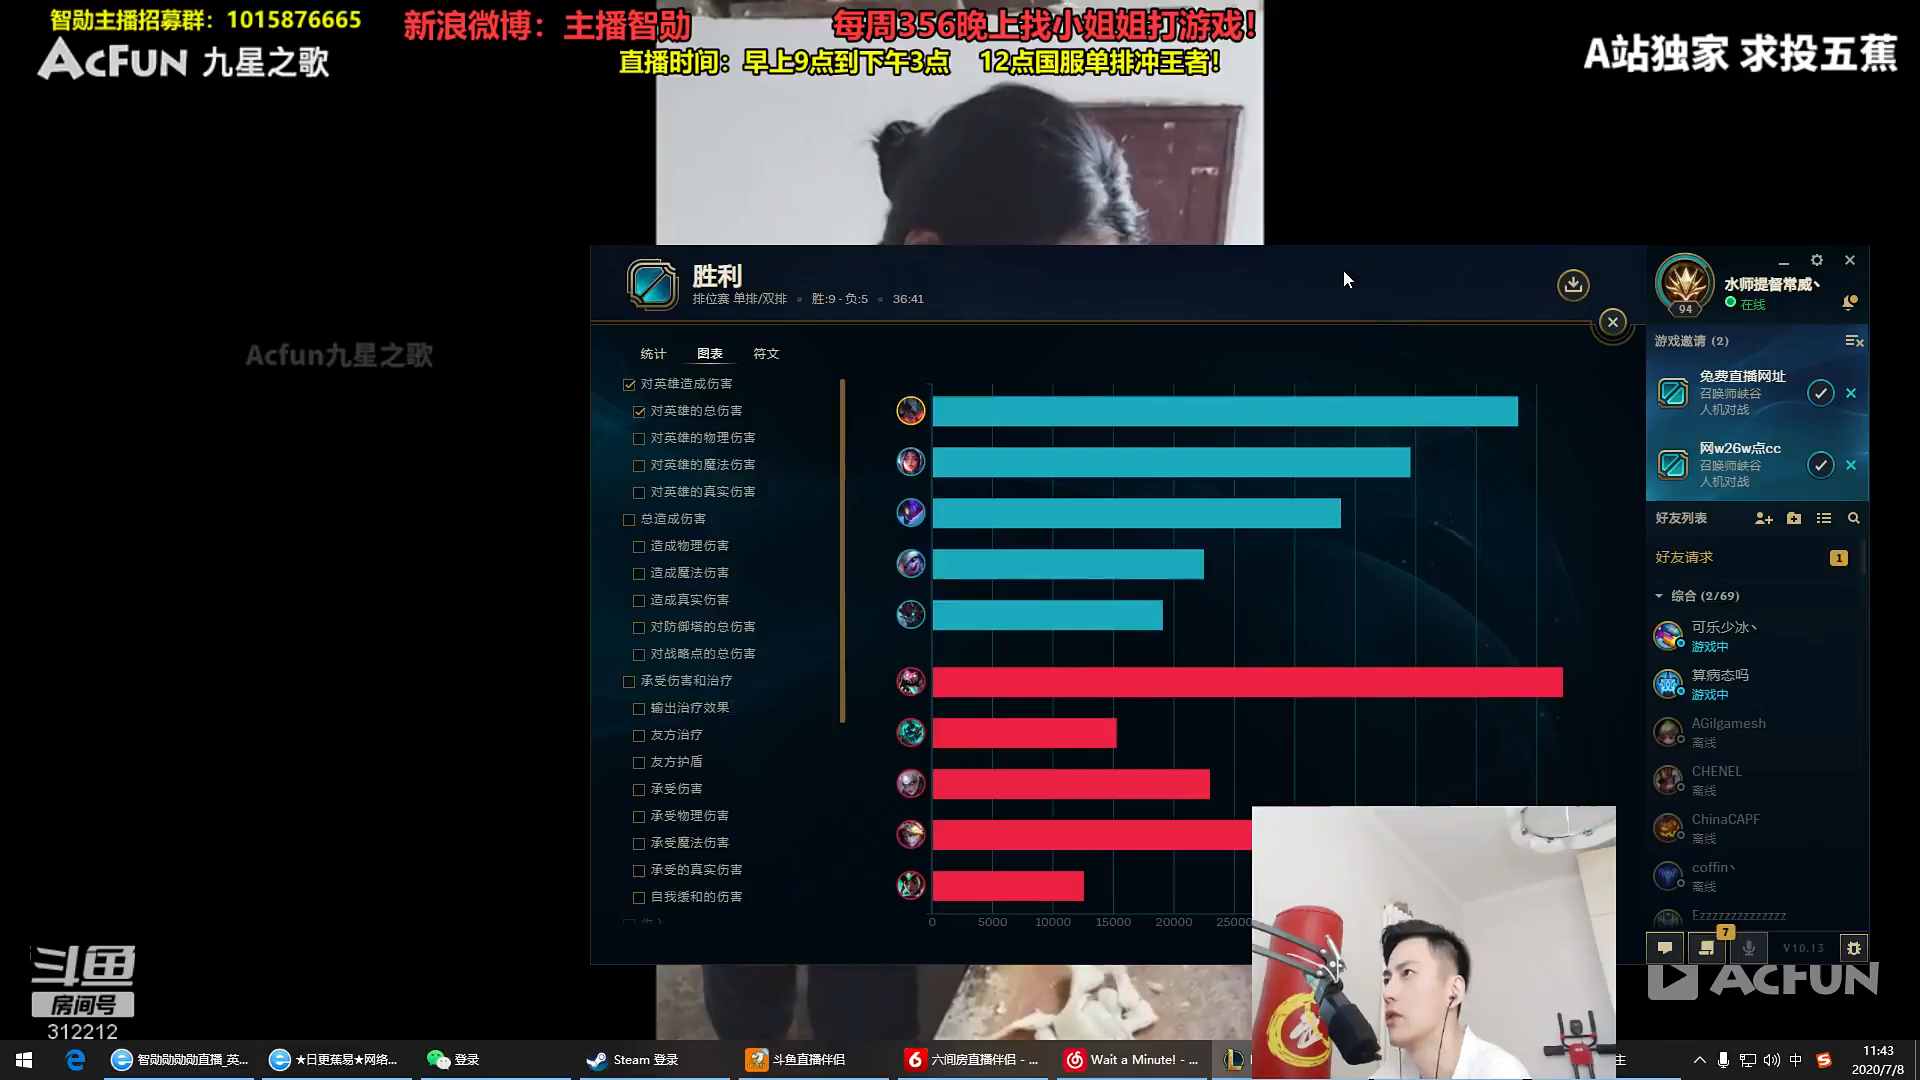 智勋主播招募群：1015876665
新浪微博：主播智勋
每周356晚上找小姐姐打游戏！
直播时间：早上9点到下午3点 12点国服单排冲王者！
ACFUN 九星之歌
A站独家 求投五蕉
Acfun九星之歌
胜利
排位赛 单排/双排 胜:9 - 负:5 36:41
统计 图表 符文
对英雄造成伤害
对英雄的总伤害
对英雄的物理伤害
对英雄的魔法伤害
对英雄的真实伤害
总造成伤害
造成物理伤害
造成魔法伤害
造成真实伤害
对防御塔的总伤害
对战略点的总伤害
承受伤害和治疗
输出治疗效果
友方治疗
友方护盾
承受伤害
承受物理伤害
承受魔法伤害
承受的真实伤害
自我缓和的伤害
0 5000 10000 15000 20000 25000
94
水师提督常威丶
在线
游戏邀请 (2)
免费直播网址
召唤师峡谷
人机对战
网w26w点cc
召唤师峡谷
人机对战
好友列表
好友请求 1
综合 (2/69)
可乐少冰丶
游戏中
算病态吗
游戏中
AGilgamesh
离线
CHENEL
离线
ChinaCAPF
离线
coffin丶
离线
Ezzzzzzzzzzzzz
7
V10.13
ACFUN
斗鱼
房间号
312212
智勋勋勋勋直播 英...
★日更蕉易★网络...
登录
Steam 登录
斗鱼直播伴侣
六间房直播伴侣 - ...
Wait a Minute! - ...
中
11:43
2020/7/8